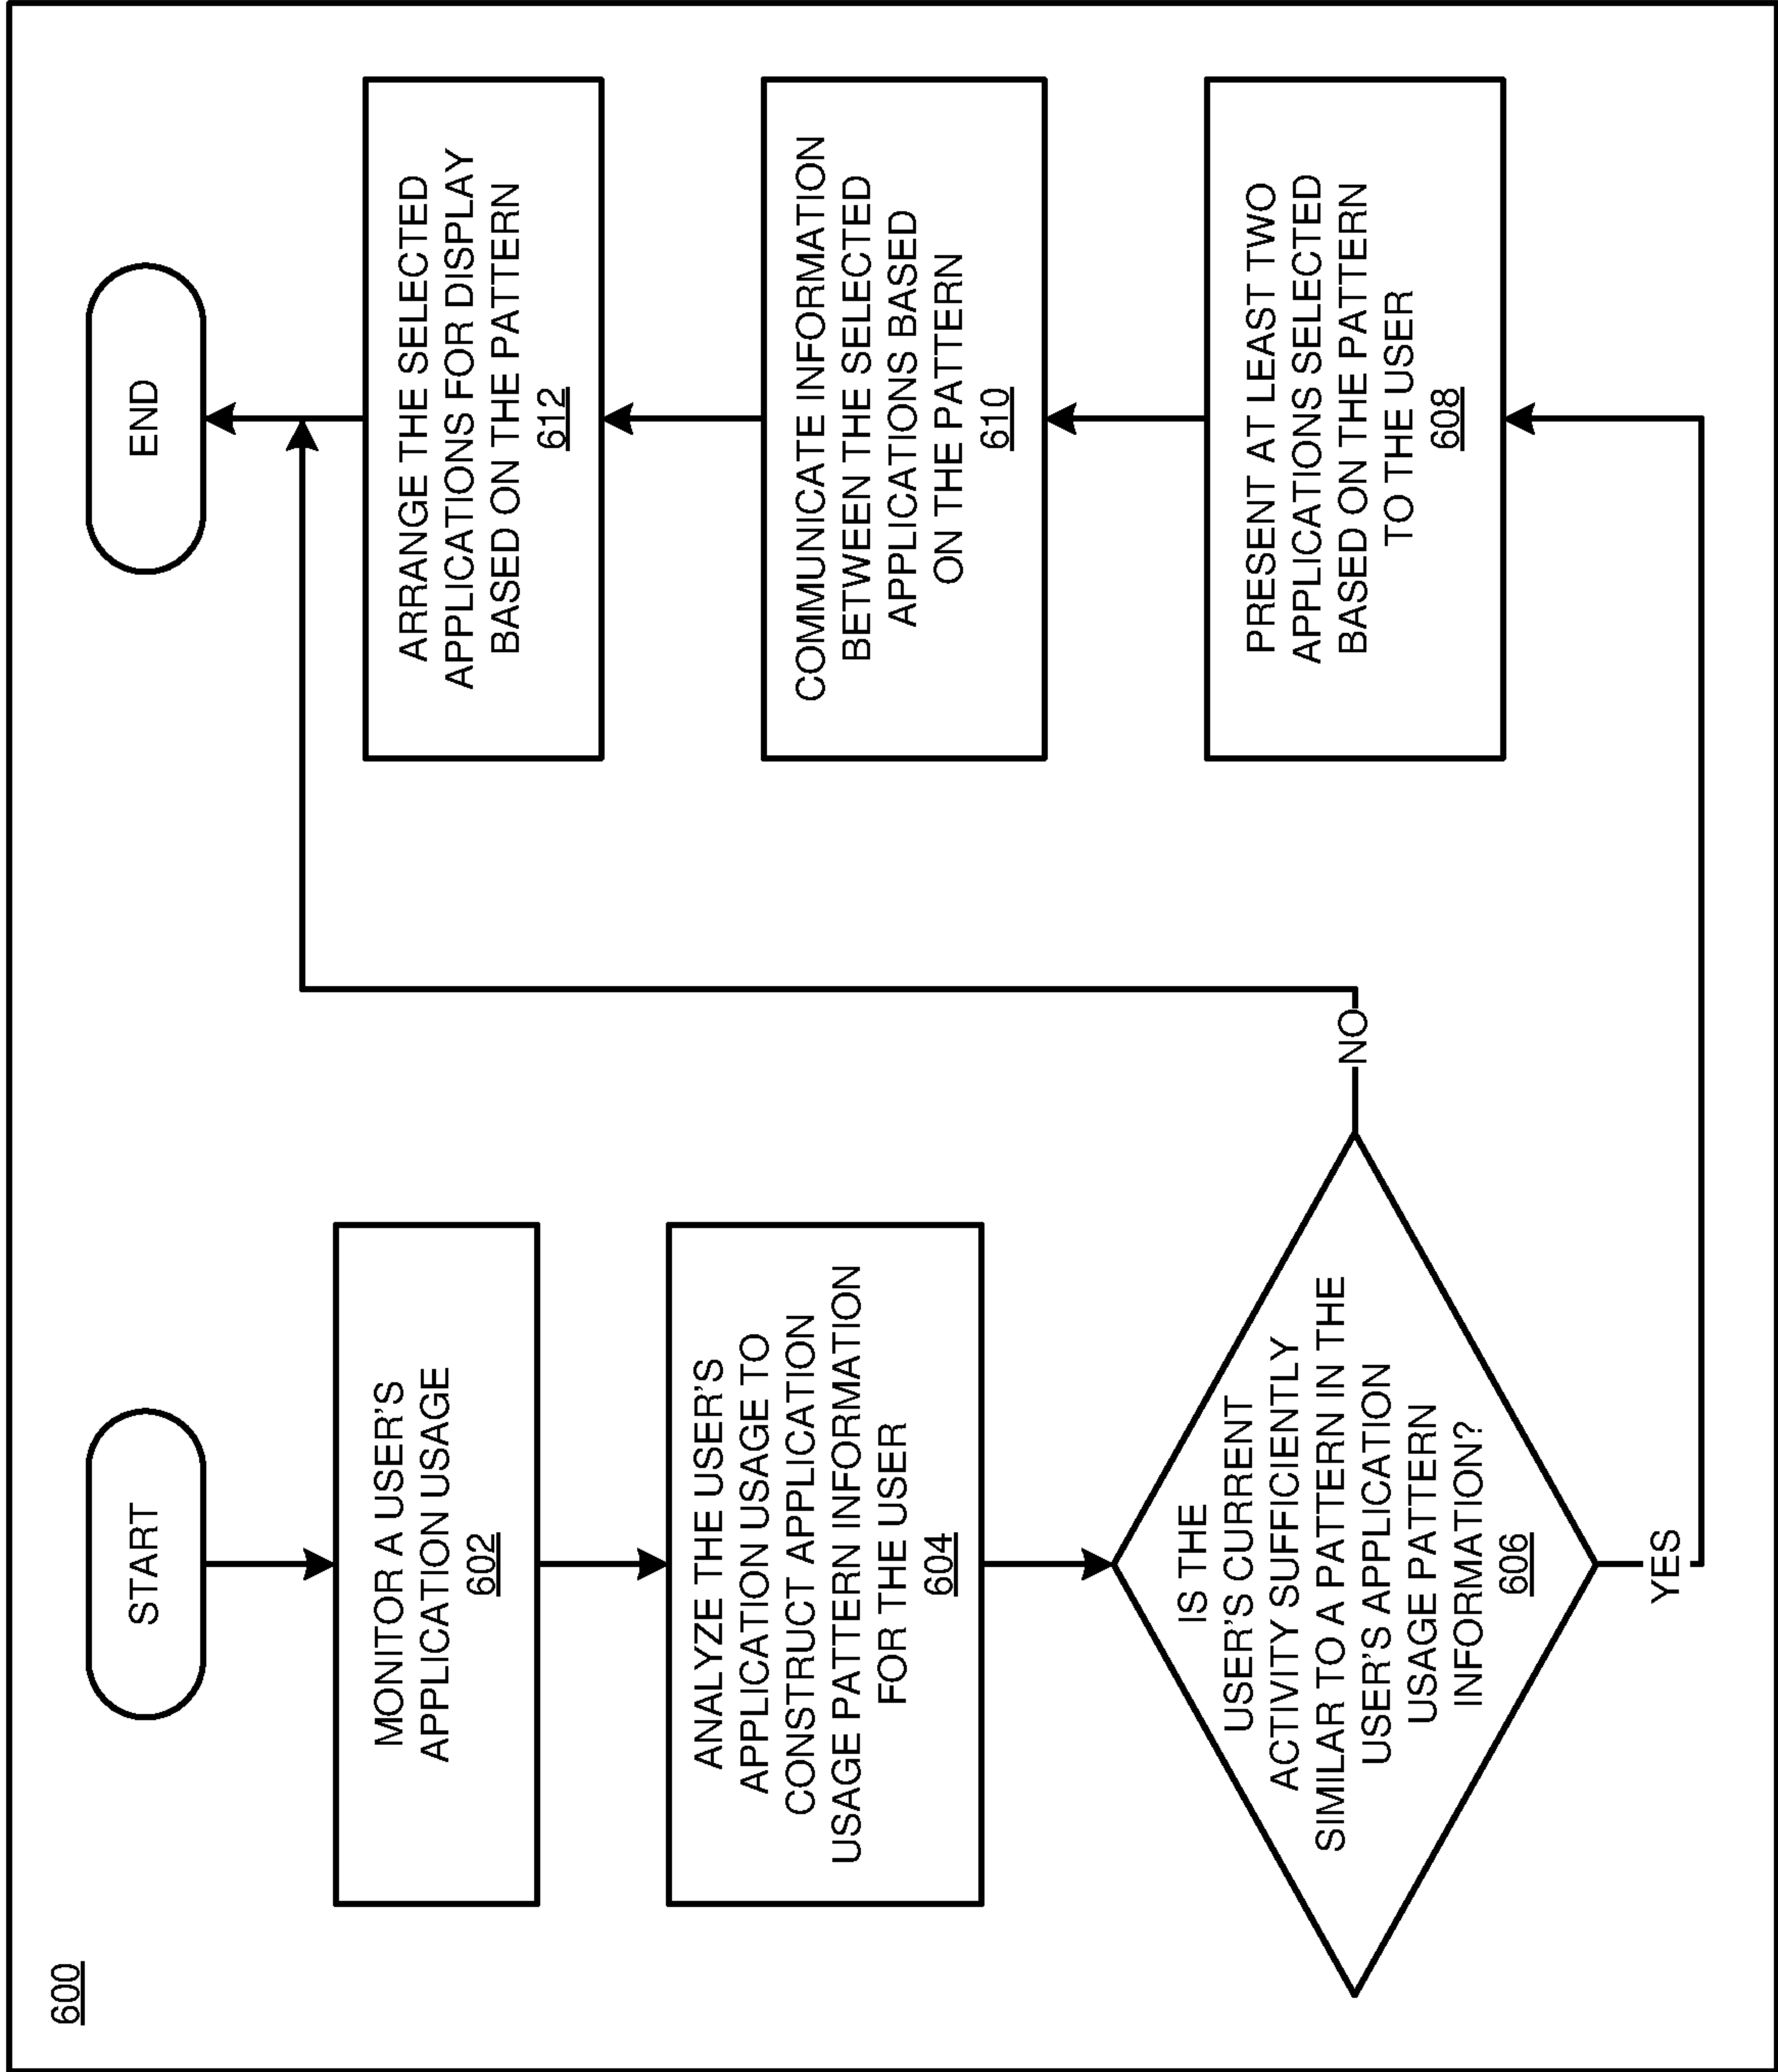 600
START
MONITOR A USER'S
APPLICATION USAGE
602
ANALYZE THE USER'S
APPLICATION USAGE TO
CONSTRUCT APPLICATION
USAGE PATTERN INFORMATION
FOR THE USER
604
IS THE
USER'S CURRENT
ACTIVITY SUFFICIENTLY
SIMILAR TO A PATTERN IN THE
USER'S APPLICATION
USAGE PATTERN
INFORMATION?
606
NO
YES
PRESENT AT LEAST TWO
APPLICATIONS SELECTED
BASED ON THE PATTERN
TO THE USER
608
COMMUNICATE INFORMATION
BETWEEN THE SELECTED
APPLICATIONS BASED
ON THE PATTERN
610
ARRANGE THE SELECTED
APPLICATIONS FOR DISPLAY
BASED ON THE PATTERN
612
END